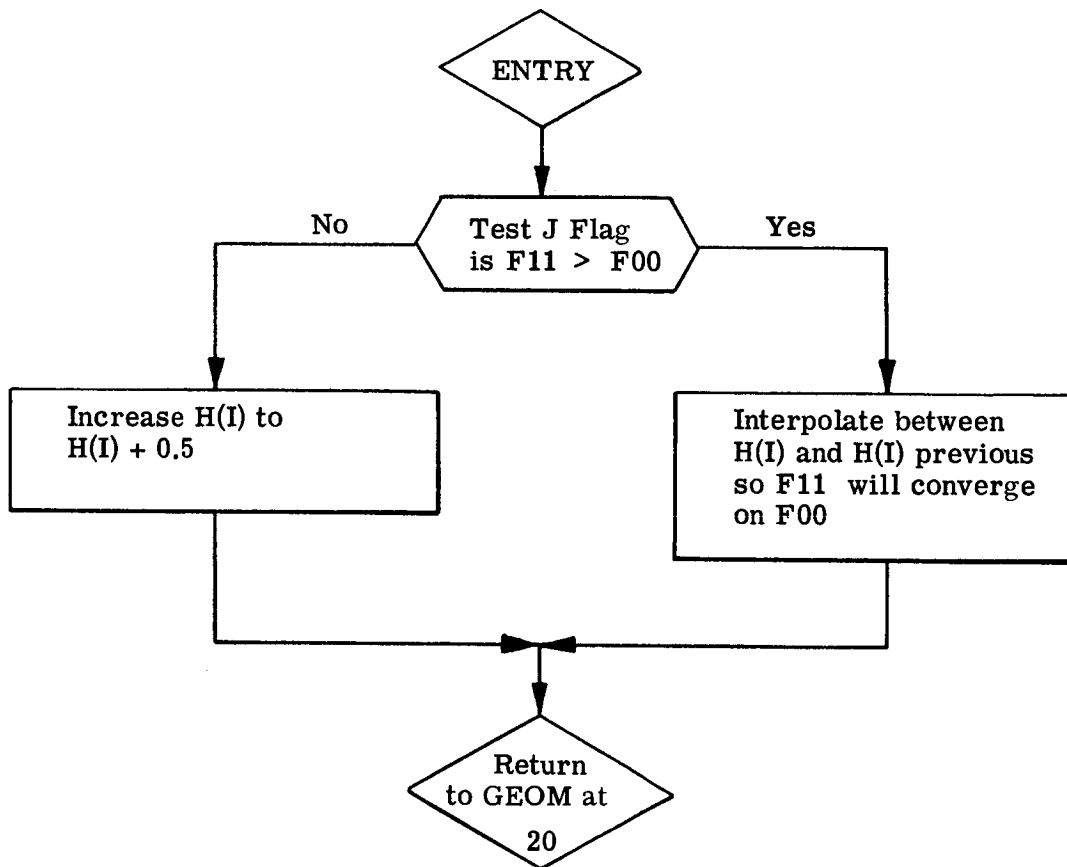 ENTRY
No
Test J Flag
is F11 > F00
Yes
Increase H(I) to
H(I) + 0.5
Interpolate between
H(I) and H(I) previous
so F11 will converge
on F00
Return
to GEOM at
20